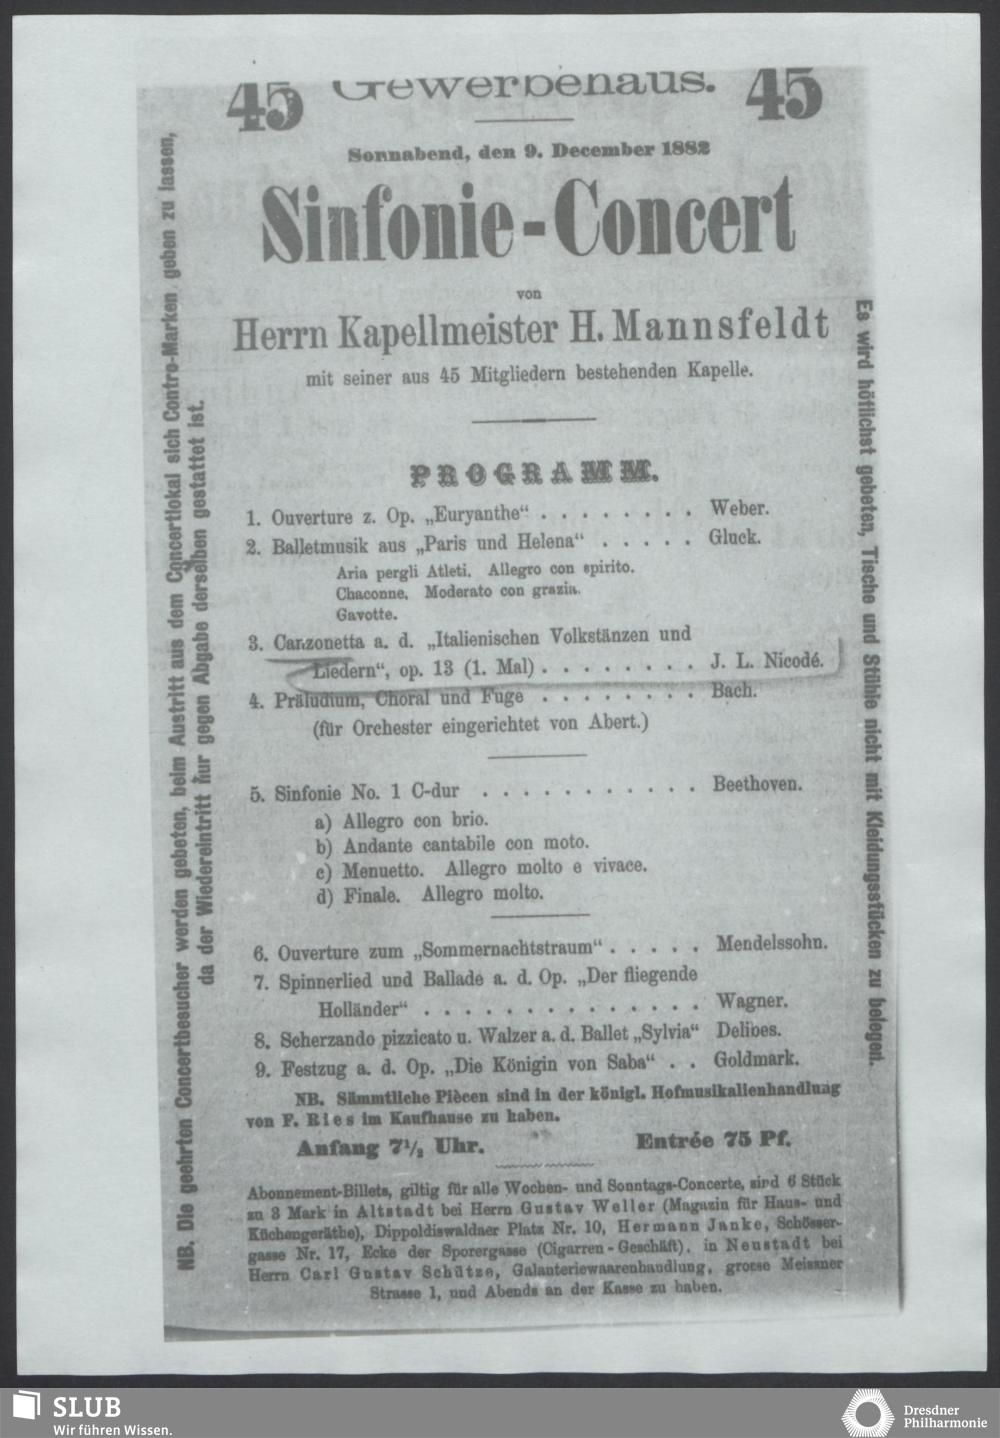 45 Gewerbehaus. 45
Sonnabend, den 9. December 1882
Sinfonie-Concert
von
Herrn Kapellmeister H. Mannsfeldt
mit seiner aus 45 Mitgliedern bestehenden Kapelle.
PROGRAMM.
1. Ouverture z. Op. „Euryanthe“ . . . . . . . . Weber.
2. Balletmusik aus „Paris und Helena“ . . . . . Gluck.
Aria pergli Atleti. Allegro con spirito.
Chaconne. Moderato con grazia.
Gavotte.
3. Canzonetta a. d. „Italienischen Volkstänzen und
Liedern“, op. 13 (1. Mal) . . . . . . . . J. L. Nicodé.
4. Präludium, Choral und Fuge . . . . . . . . Bach.
(für Orchester eingerichtet von Abert.)
5. Sinfonie No. 1 C-dur . . . . . . . . . . . Beethoven.
a) Allegro con brio.
b) Andante cantabile con moto.
c) Menuetto. Allegro molto e vivace.
d) Finale. Allegro molto.
6. Ouverture zum „Sommernachtstraum“ . . . . . Mendelssohn.
7. Spinnerlied und Ballade a. d. Op. „Der fliegende
Holländer“ . . . . . . . . . . . . . . Wagner.
8. Scherzando pizzicato u. Walzer a. d. Ballet „Sylvia“ Delibes.
9. Festzug a. d. Op. „Die Königin von Saba“ . . Goldmark.
NB. Sämmtliche Piècen sind in der königl. Hofmusikalienhandlung
von F. Ries im Kaufhause zu haben.
Anfang 7½ Uhr. Entrée 75 Pf.
Abonnement-Billets, giltig für alle Wochen- und Sonntags-Concerte, sird 6 Stück
zu 3 Mark in Altstadt bei Herrn Gustav Weller (Magazin für Haus- und
Küchengeräthe), Dippoldiswaldaer Platz Nr. 10, Hermann Janke, Schösser-
gasse Nr. 17, Ecke der Sporergasse (Cigarren-Geschäft), in Neustadt bei
Herrn Carl Gustav Schütze, Galanteriewaarenhandlung, grosse Meissner
Strasse 1, und Abends an der Kasse zu haben.
NB. Die geehrten Concertbesucher werden gebeten, beim Austritt aus dem Concertlokal sich Contre-Marken geben zu lassen,
da der Wiedereintritt nur gegen Abgabe derselben gestattet ist.
Es wird höflichst gebeten, Tische und Stühle nicht mit Kleidungsstücken zu belegen.
SLUB
Wir führen Wissen.
Dresdner
Philharmonie